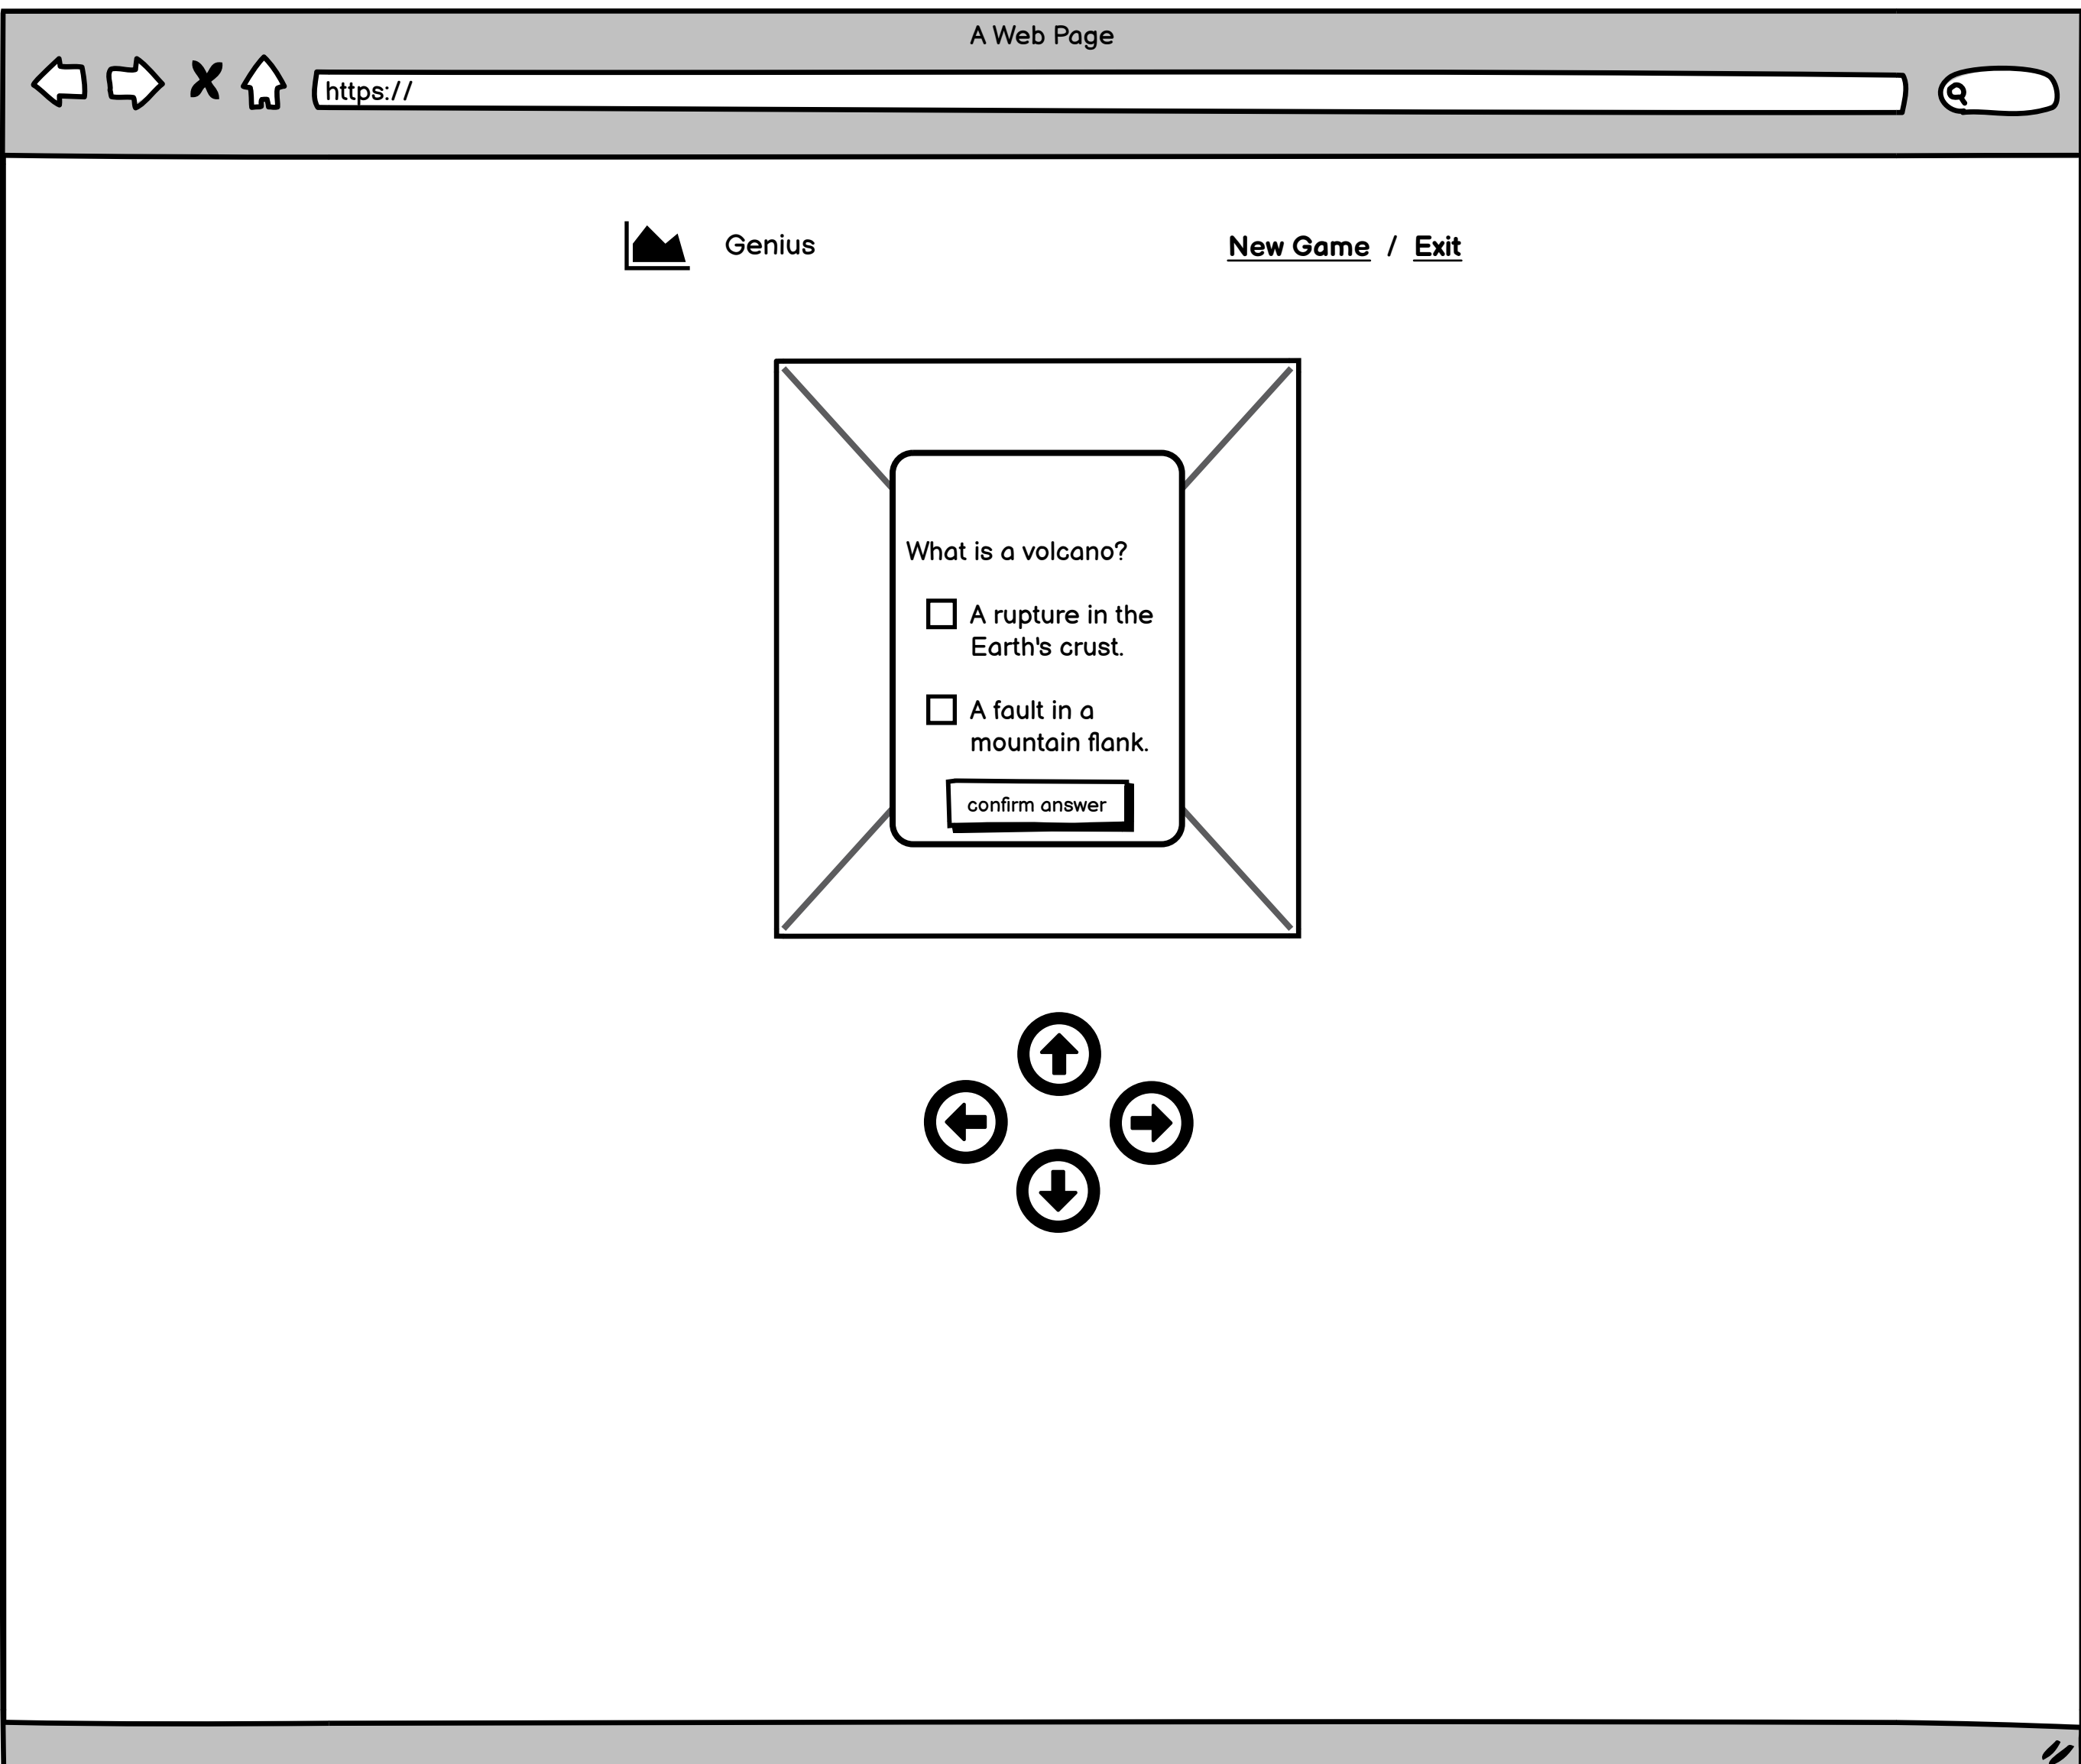 A Web Page
https://
Genius
New Game / Exit
What is a volcano?
A rupture in the
Earth's crust.
A fault in a
mountain flank.
confirm answer